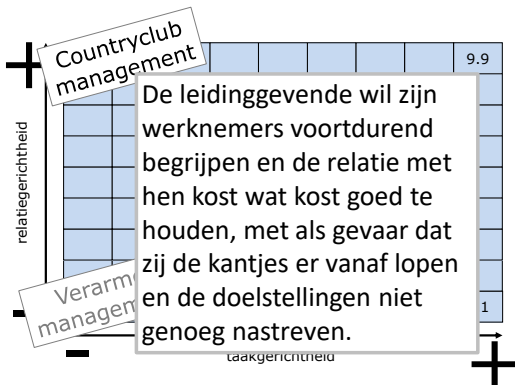 Countryclub
management
9.9
De leidinggevende wil zijn
werknemers voortdurend
begrijpen en de relatie met
hen kost wat kost goed te
houden, met als gevaar dat
zij de kantjes er vanaf lopen
en de doelstellingen niet
genoeg nastreven.
relatiegerichtheid
Verarm
managem
1
taakgerichtheid